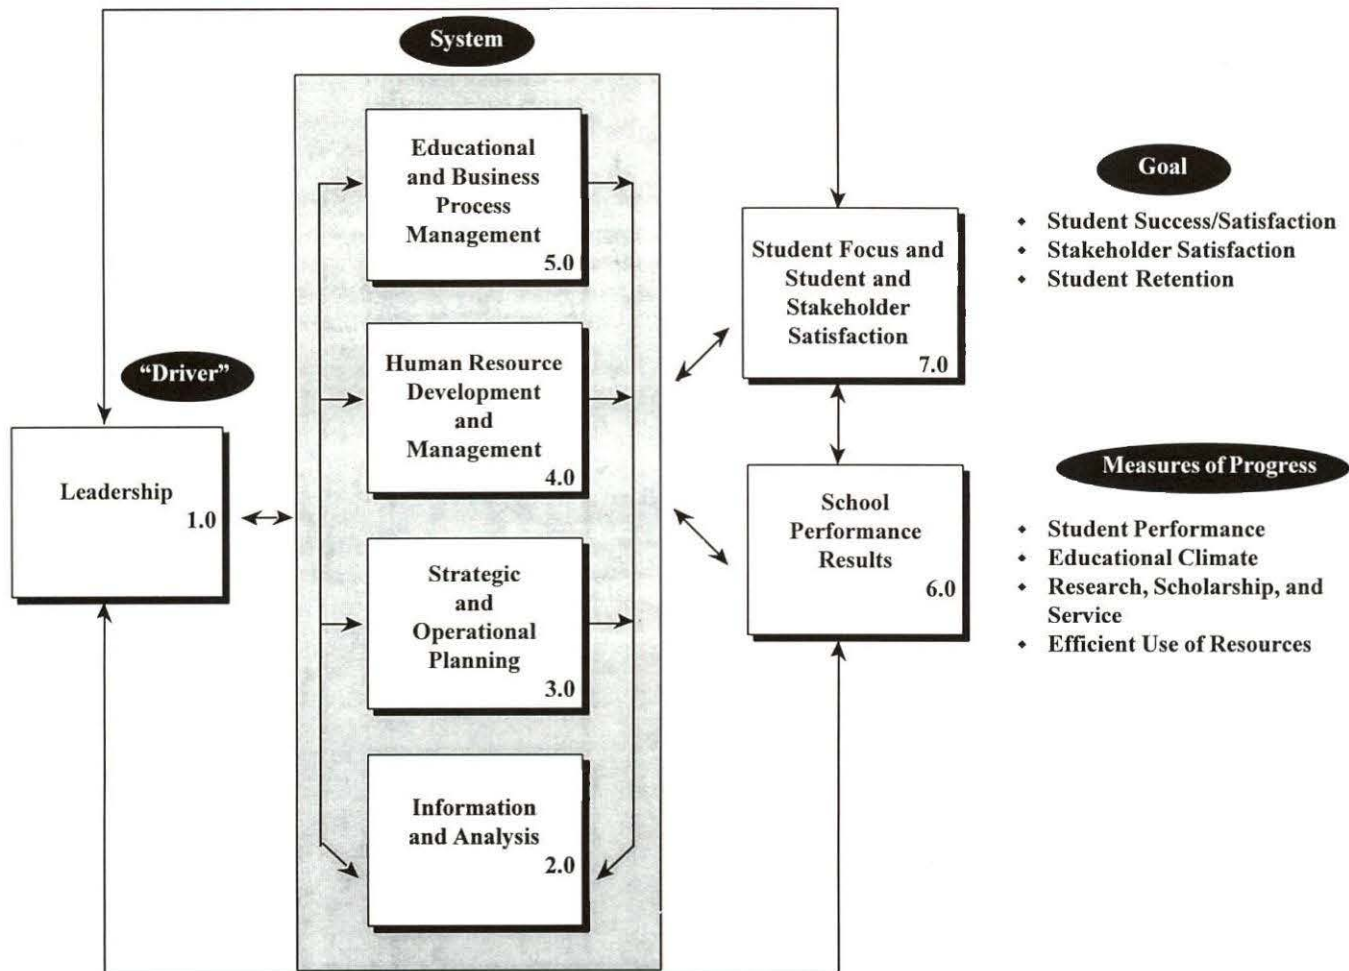 System
Educational
and Business
Process
Management
5.0
Human Resource
Development
and
Management
4.0
Strategic
and
Operational
Planning
3.0
Information
and Analysis
2.0
“Driver”
Leadership
1.0
Student Focus and
Student and
Stakeholder
Satisfaction
7.0
School
Performance
Results
6.0
Goal
Student Success/Satisfaction
Stakeholder Satisfaction
Student Retention
Measures of Progress
Student Performance
Educational Climate
Research, Scholarship, and
Service
Efficient Use of Resources